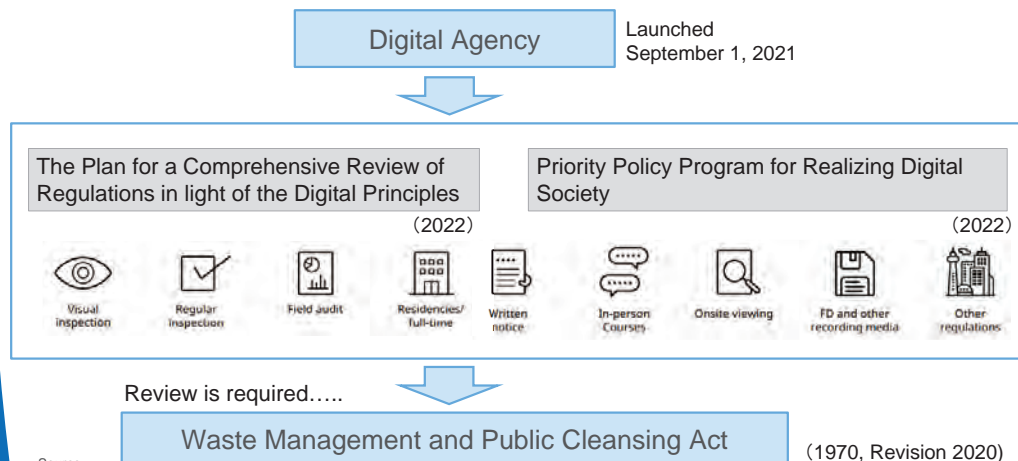 Digital Agency
Launched
September 1, 2021
The Plan for a Comprehensive Review of
Regulations in light of the Digital Principles
（2022）
Priority Policy Program for Realizing Digital
Society
（2022）
Visual
inspection
Regular
Inspection
Field audit
Residencies/
full-time
Written
notice
In-person
Courses
Onsite viewing
FD and other
recording media
Other
regulations
Review is required…..
Waste Management and Public Cleansing Act
（1970, Revision 2020）